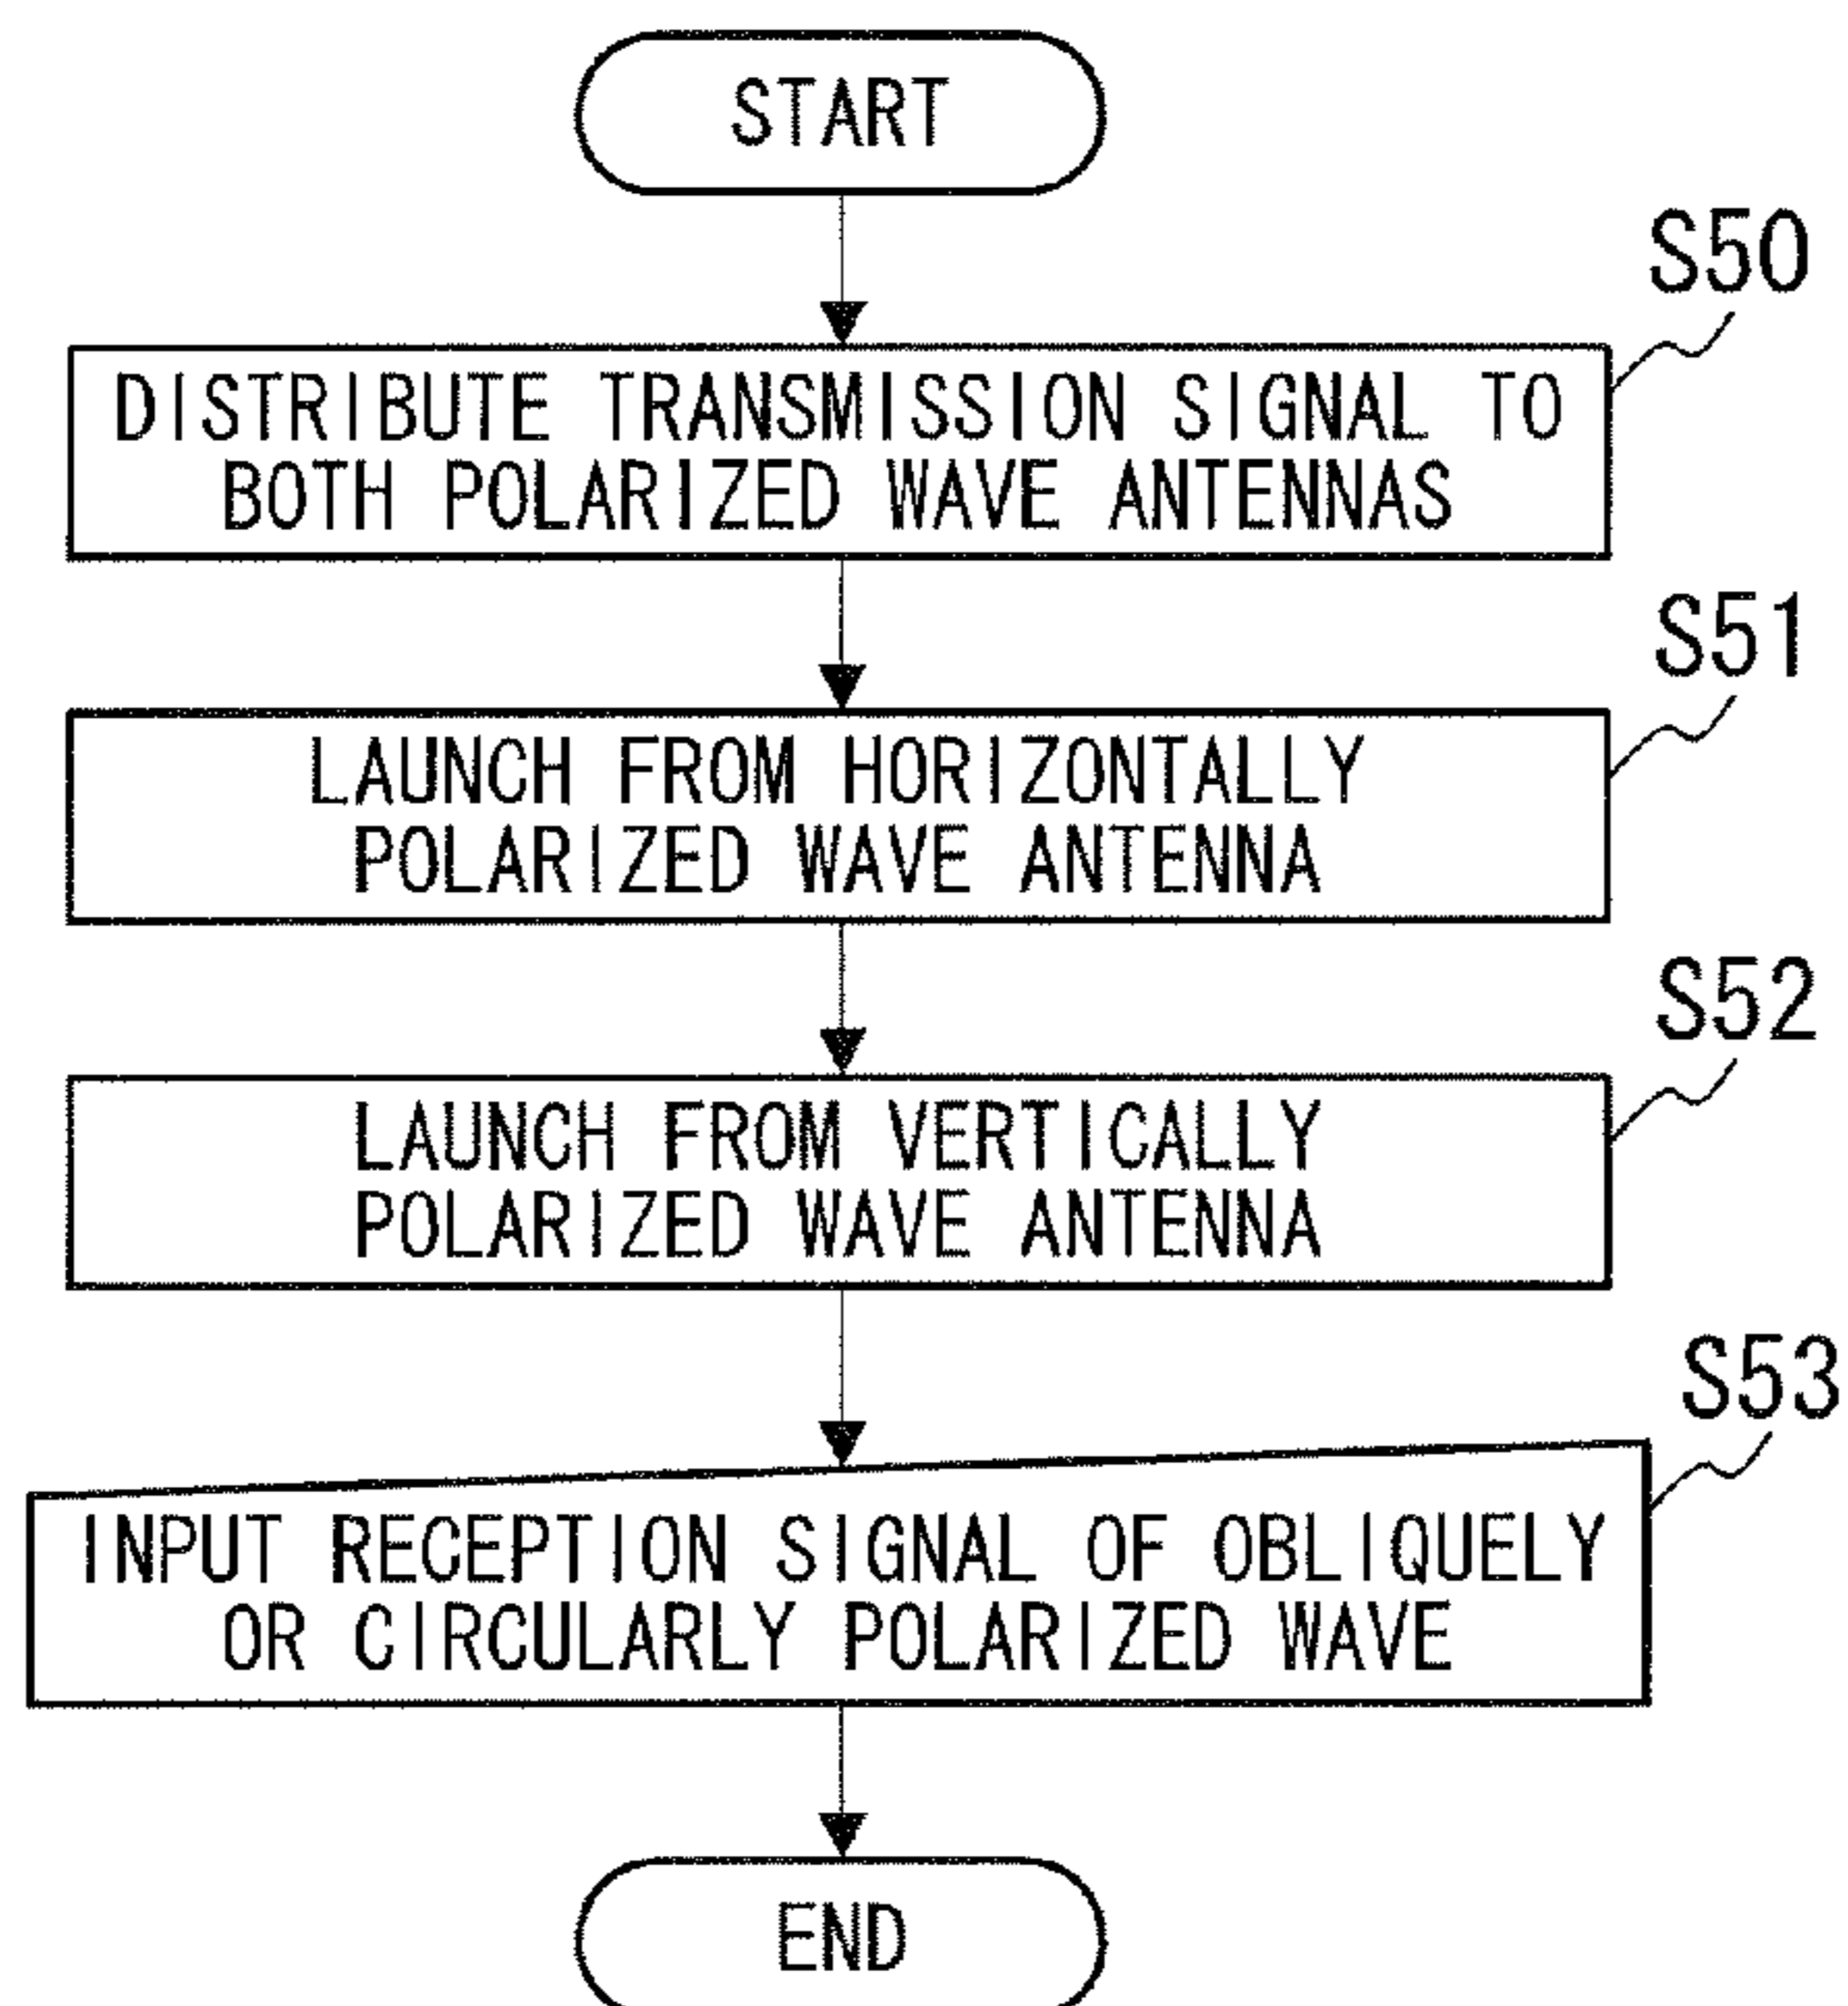 START
S50
DISTRIBUTE TRANSMISSION SIGNAL TO
BOTH POLARIZED WAVE ANTENNAS
S51
LAUNCH FROM HORIZONTALLY
POLARIZED WAVE ANTENNA
S52
LAUNCH FROM VERTICALLY
POLARIZED WAVE ANTENNA
S53
INPUT RECEPTION SIGNAL OF OBLIQUELY
OR CIRCULARLY POLARIZED WAVE
END